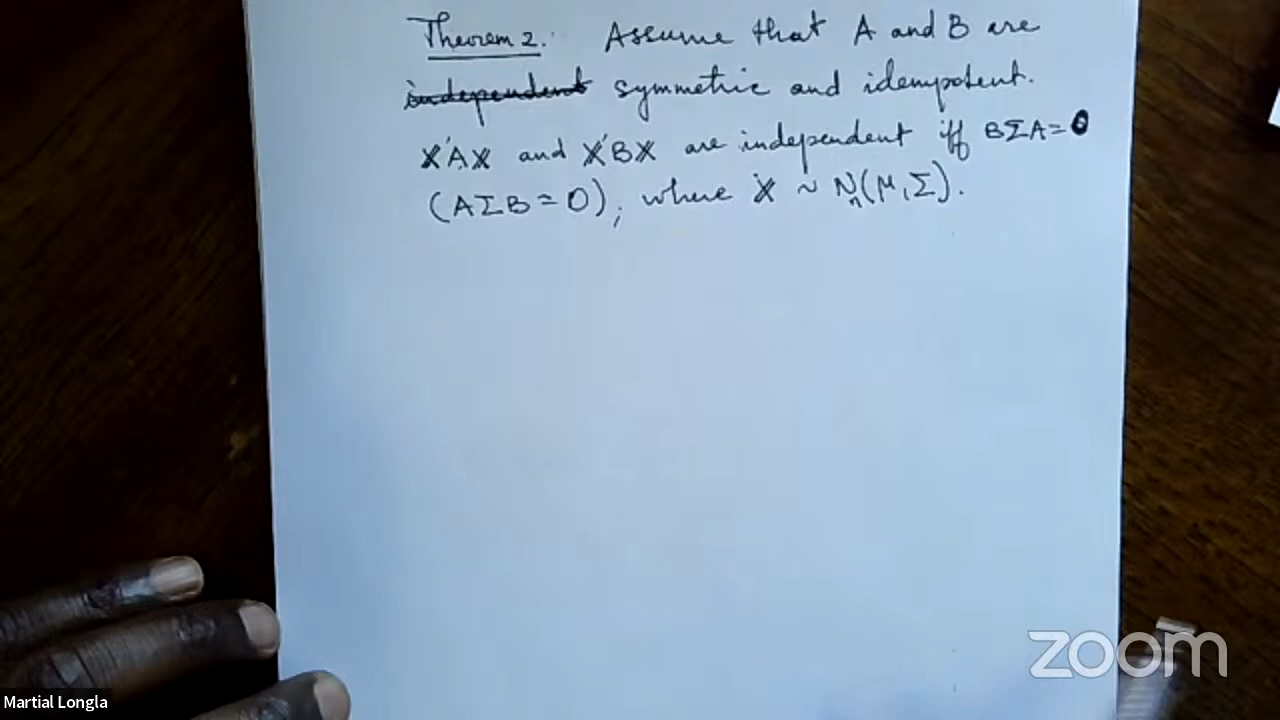 Theorem 2. Assume that A and B are
independent symmetric and idempotent.
X'AX and X'BX are independent iff BΣA=0
(AΣB=0), where X ~ Nn(μ,Σ).
zoom
Martial Longla